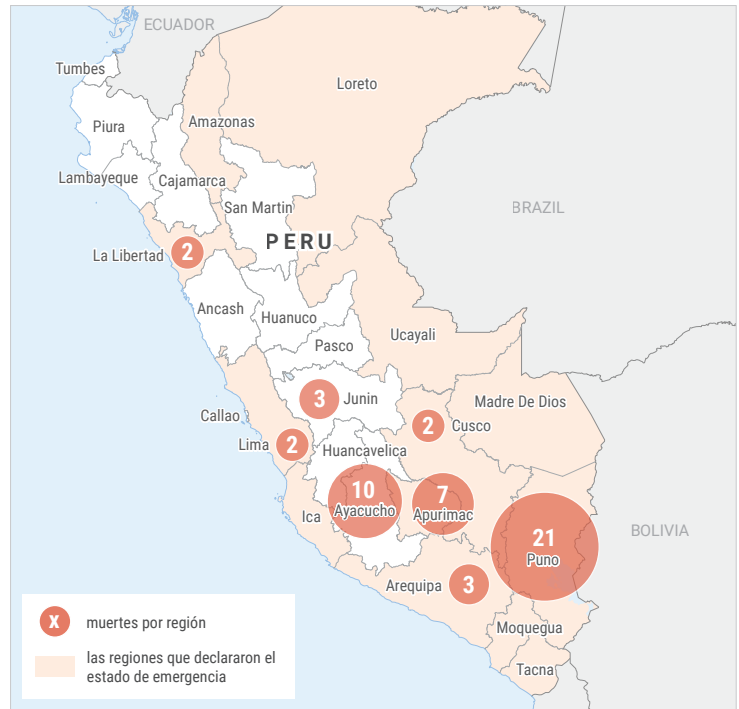 ECUADOR
Tumbes
Loreto
Piura
Amazonas
Lambayeque
Cajamarca
San Martin
BRAZIL
PERU
La Libertad
2
Ancash
Huanuco
Ucayali
Pasco
3
Junin
Madre De Dios
Callao
2
Cusco
Lima
2
Huancavelica
10
Ayacucho
7
Apurimac
Ica
21
Puno
BOLIVIA
Arequipa
3
Moquegua
Tacna
X
muertes por región
las regiones que declararon el
estado de emergencia